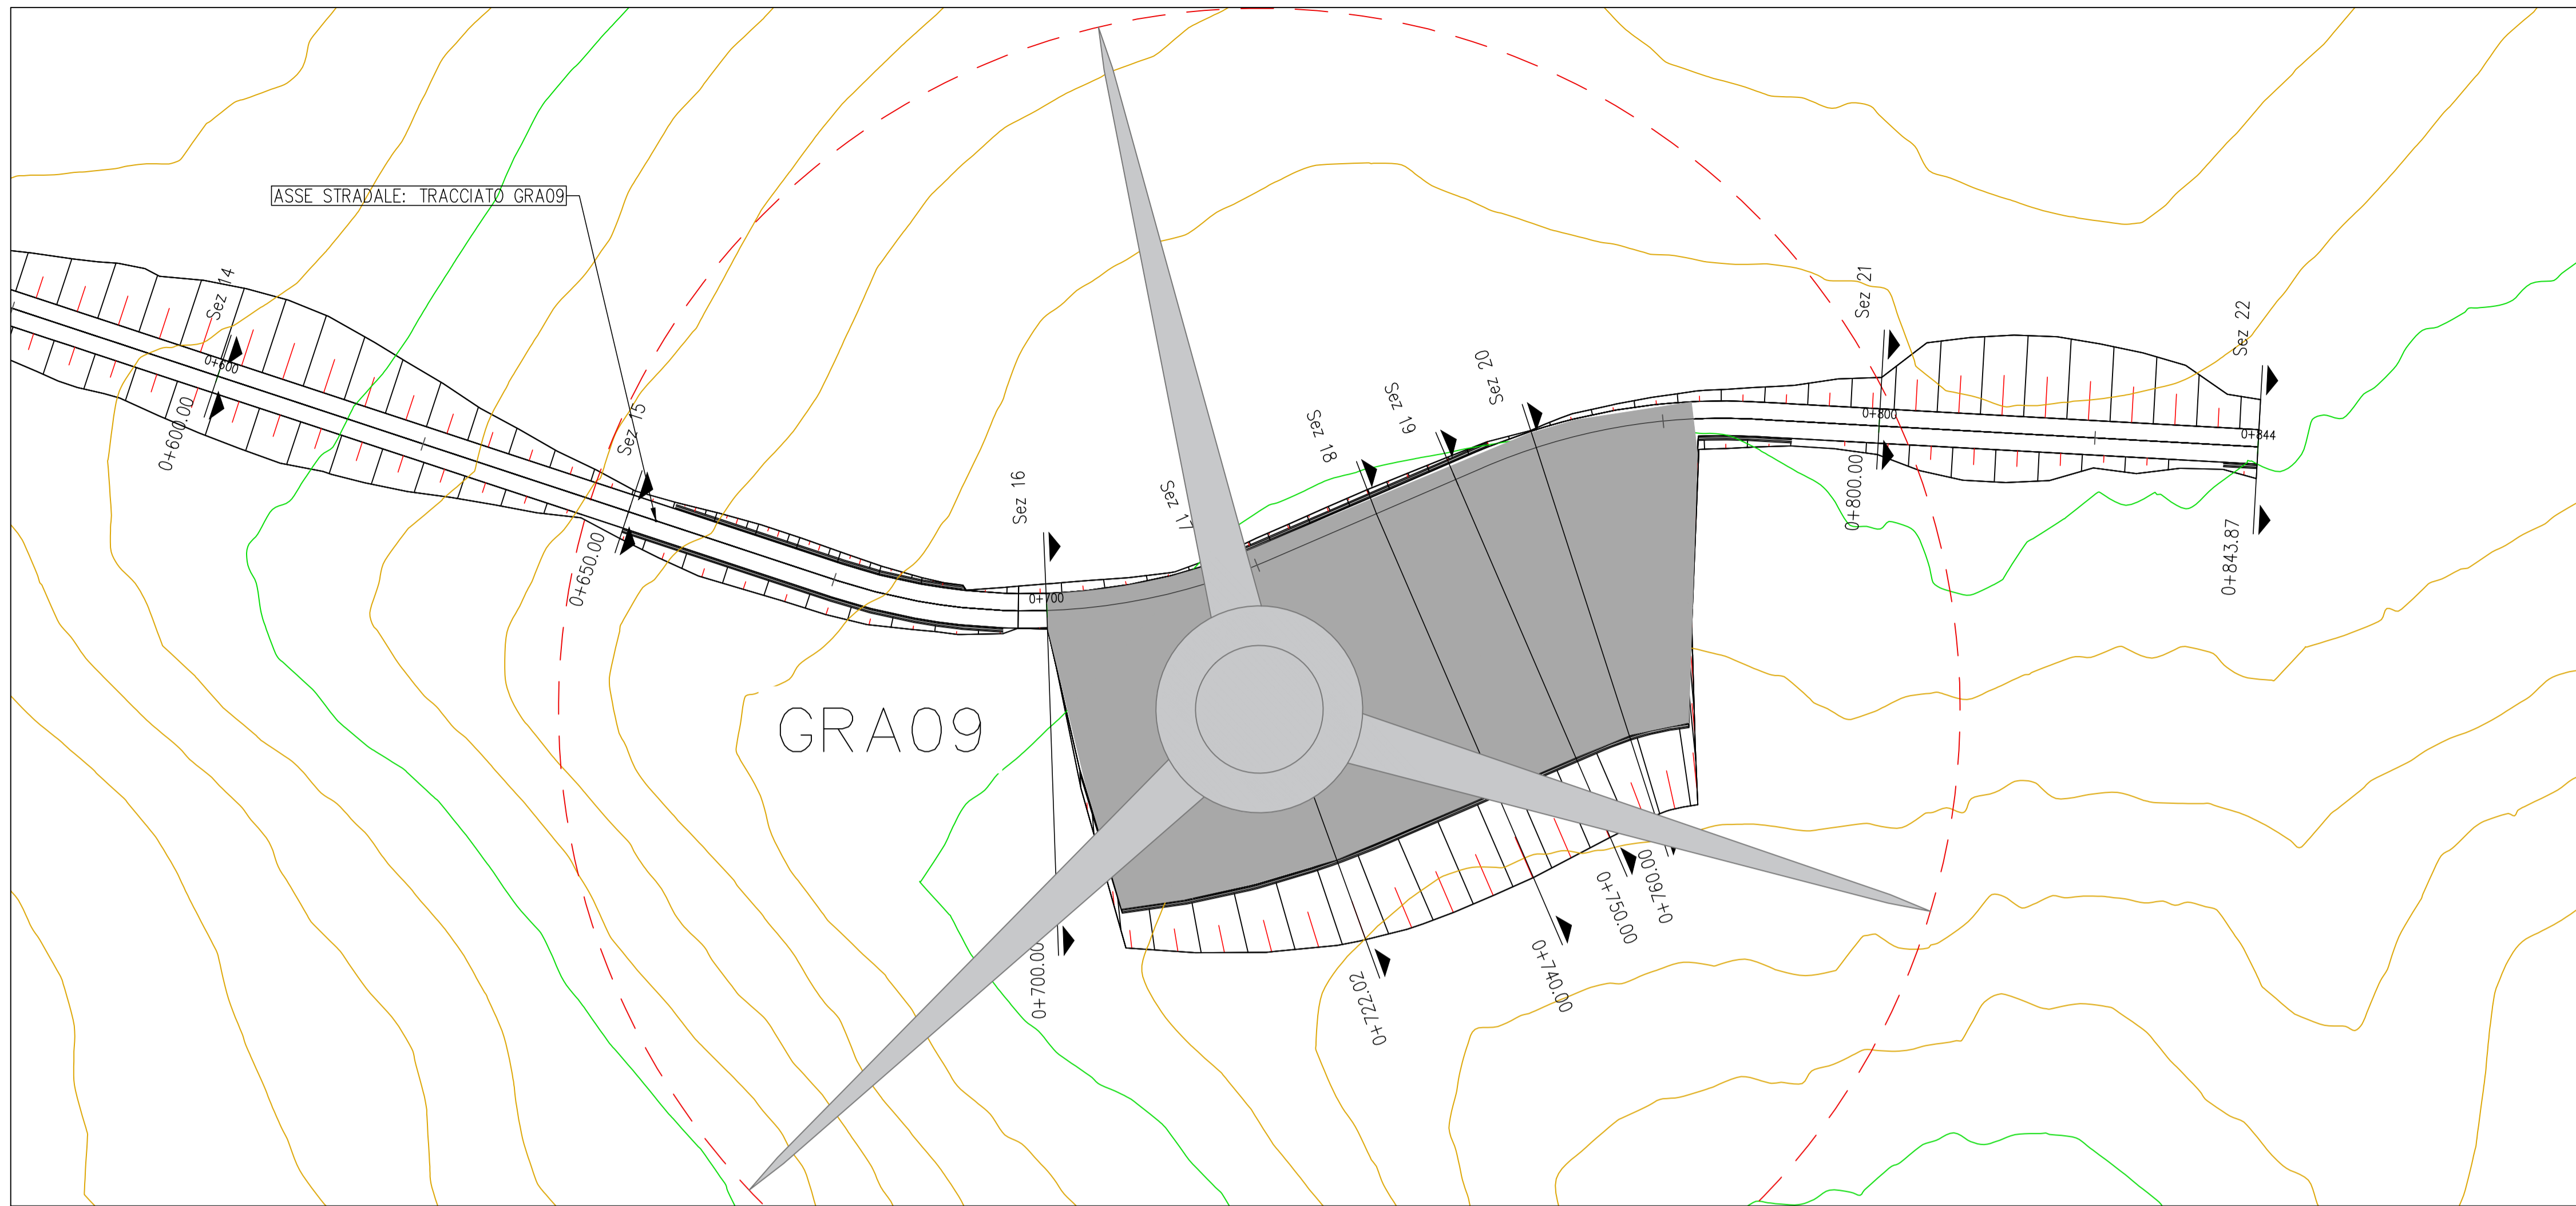 ASSE STRADALE: TRACCIATO GRA09
Sez 14
0+600
0+600.00
Sez 15
0+650.00
Sez 16
0+700
0+700.00
GRA09
Sez 17
0+722.02
Sez 18
0+740.00
Sez 19
0+750.00
Sez 20
0+760.00
Sez 21
0+800
0+800.00
Sez 22
0+844
0+843.87